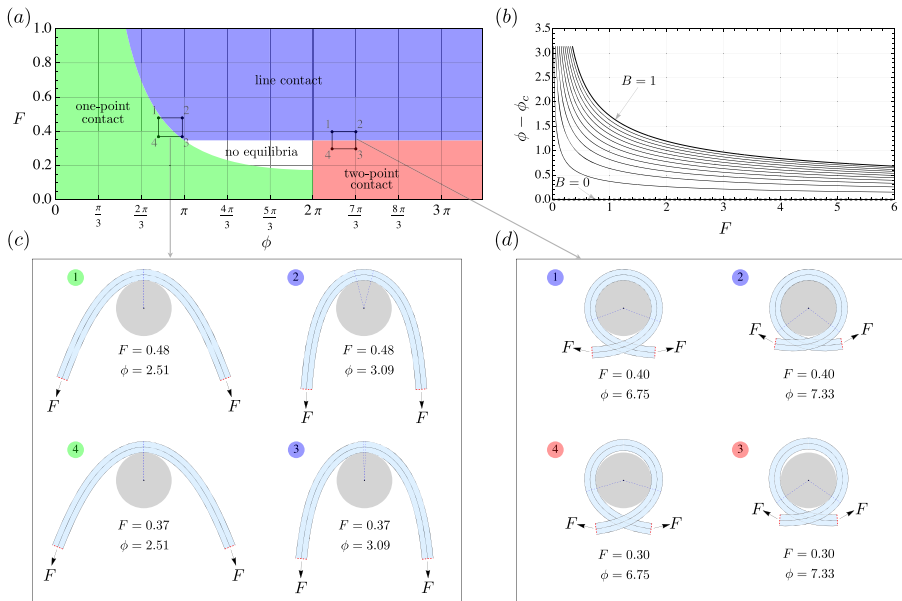 (a)
(b)
F
1.0
0.8
0.6
0.4
0.2
0
line contact
one-point
contact
no equilibria
two-point
contact
1
2
3
4
1
2
3
4
0
π/3
2π/3
π
4π/3
5π/3
2π
7π/3
8π/3
3π
ϕ
ϕ − ϕc
3.5
3.0
2.5
2.0
1.5
1.0
0.5
0.0
B = 1
B = 0
0
1
2
3
4
5
6
F
(c)
1
F = 0.48
ϕ = 2.51
F
F
2
F = 0.48
ϕ = 3.09
F
F
4
F = 0.37
ϕ = 2.51
F
F
3
F = 0.37
ϕ = 3.09
F
F
(d)
1
F
F
F = 0.40
ϕ = 6.75
2
F
F
F = 0.40
ϕ = 7.33
4
F
F
F = 0.30
ϕ = 6.75
3
F
F
F = 0.30
ϕ = 7.33